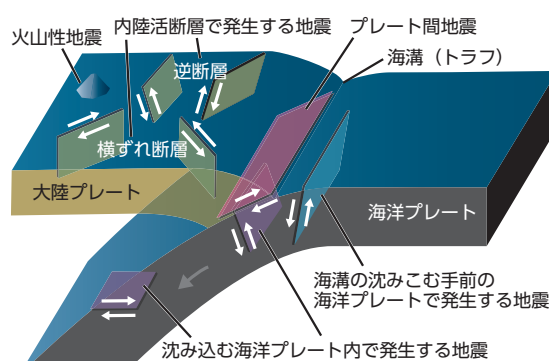 内陸活断層で発生する地震
プレート間地震
火山性地震
海溝（トラフ）
逆断層
横ずれ断層
大陸プレート
海洋プレート
海溝の沈みこむ手前の
海洋プレートで発生する地震
沈み込む海洋プレート内で発生する地震